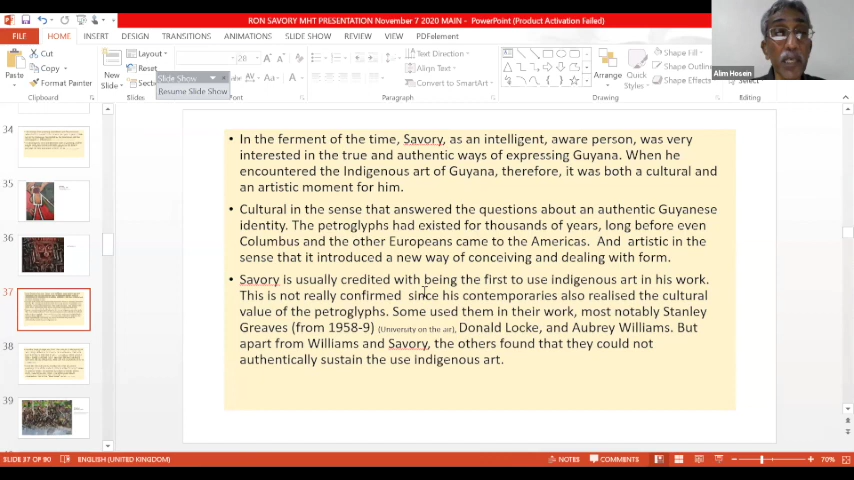 RON SAVORY MHT PRESENTATION November 7 2020 MAIN - PowerPoint (Product Activation Failed)
FILE HOME INSERT DESIGN TRANSITIONS ANIMATIONS SLIDE SHOW REVIEW VIEW PDFelement
Cut
Copy
Format Painter
Paste
Clipboard
New
Slide
Layout
Reset
Slides
Slide Show
Resume Slide Show
Font
Paragraph
Text Direction
Align Text
Convert to SmartArt
Arrange
Quick
Styles
Drawing
Shape Fill
Shape Outline
Shape Effects
Alim Hosein
34
35
36
37
38
39
• In the ferment of the time, Savory, as an intelligent, aware person, was very
interested in the true and authentic ways of expressing Guyana. When he
encountered the Indigenous art of Guyana, therefore, it was both a cultural and
an artistic moment for him.
• Cultural in the sense that answered the questions about an authentic Guyanese
identity. The petroglyphs had existed for thousands of years, long before even
Columbus and the other Europeans came to the Americas. And artistic in the
sense that it introduced a new way of conceiving and dealing with form.
• Savory is usually credited with being the first to use indigenous art in his work.
This is not really confirmed since his contemporaries also realised the cultural
value of the petroglyphs. Some used them in their work, most notably Stanley
Greaves (from 1958-9) (University on the air), Donald Locke, and Aubrey Williams. But
apart from Williams and Savory, the others found that they could not
authentically sustain the use indigenous art.
SLIDE 37 OF 90 ENGLISH (UNITED KINGDOM) NOTES COMMENTS 70%